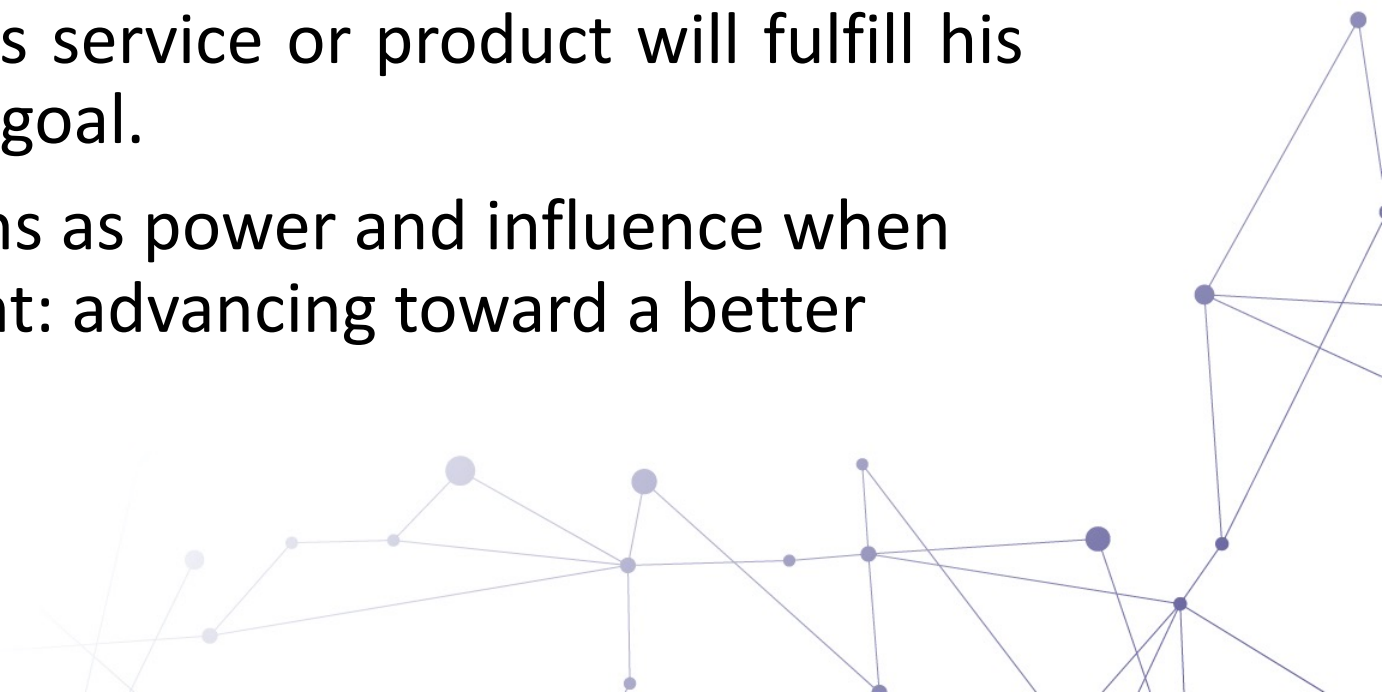 s service or product will fulfill his
goal.
ns as power and influence when
nt: advancing toward a better